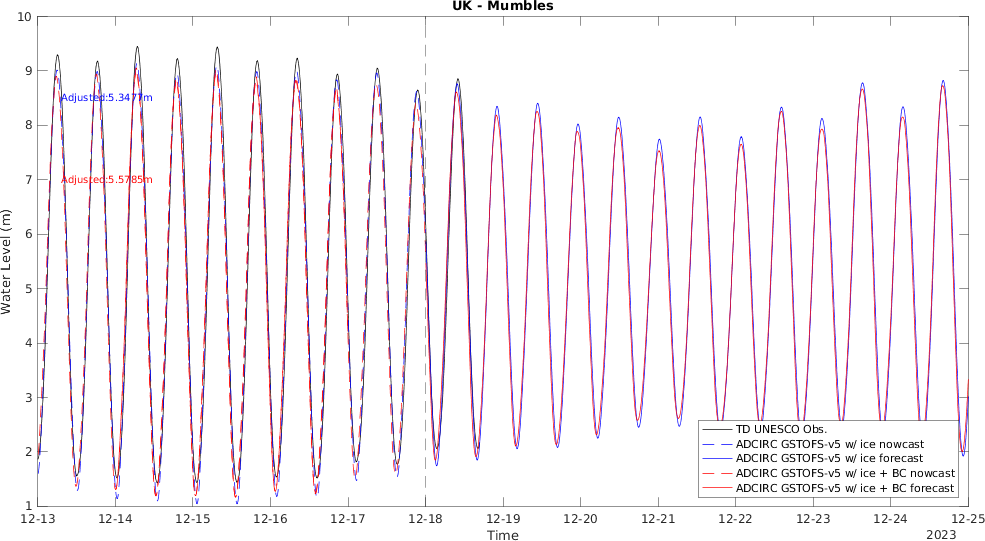 UK - Mumbles
10
9
8
7
6
5
4
3
2
1
Water Level (m)
Adjusted:5.3477m
Adjusted:5.5785m
TD UNESCO Obs.
ADCIRC GSTOFS-v5 w/ ice nowcast
ADCIRC GSTOFS-v5 w/ ice forecast
ADCIRC GSTOFS-v5 w/ ice + BC nowcast
ADCIRC GSTOFS-v5 w/ ice + BC forecast
12-13 12-14 12-15 12-16 12-17 12-18 12-19 12-20 12-21 12-22 12-23 12-24 12-25
Time
2023